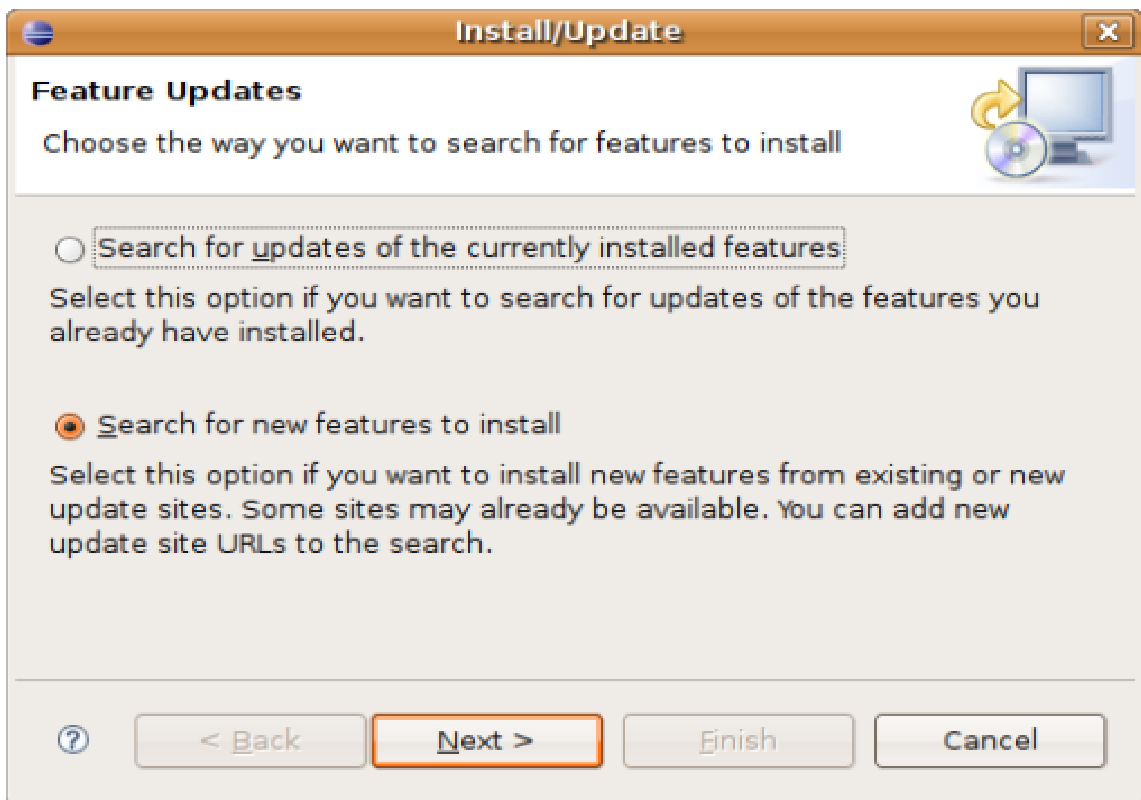 Install/Update
Feature Updates
Choose the way you want to search for features to install
Search for updates of the currently installed features
Select this option if you want to search for updates of the features you
already have installed.
Search for new features to install
Select this option if you want to install new features from existing or new
update sites. Some sites may already be available. You can add new
update site URLs to the search.
? < Back Next > Finish Cancel